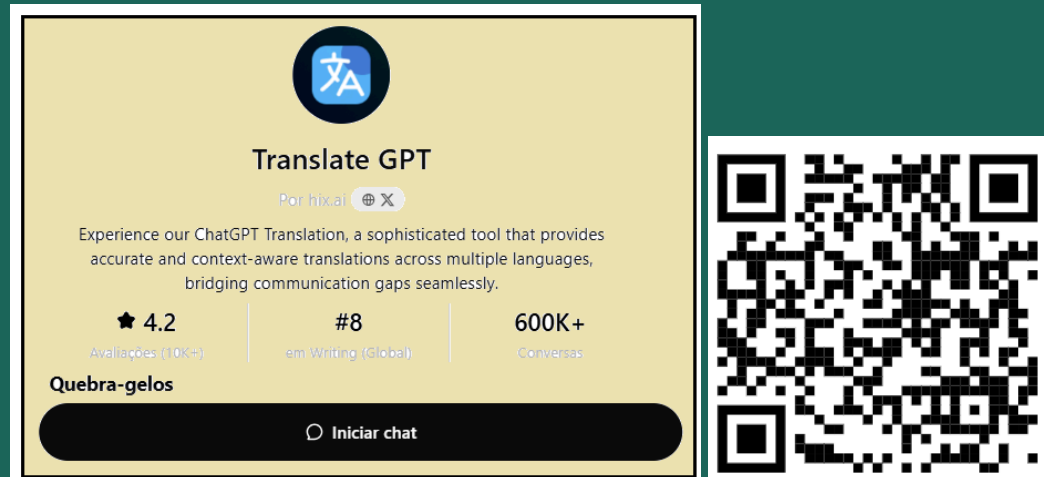 文A
Translate GPT
Por hix.ai
Experience our ChatGPT Translation, a sophisticated tool that provides
accurate and context-aware translations across multiple languages,
bridging communication gaps seamlessly.
4.2
#8
600K+
Avaliações (10K+)
em Writing (Global)
Conversas
Quebra-gelos
Iniciar chat